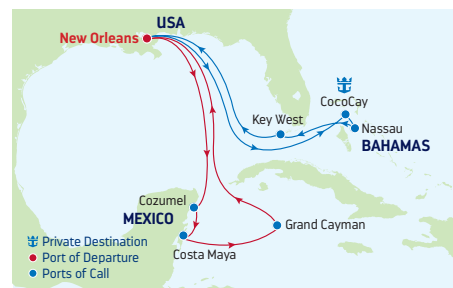 USA
New Orleans
CocoCay
Key West
Nassau
BAHAMAS
Cozumel
MEXICO
Grand Cayman
Costa Maya
Private Destination
Port of Departure
Ports of Call